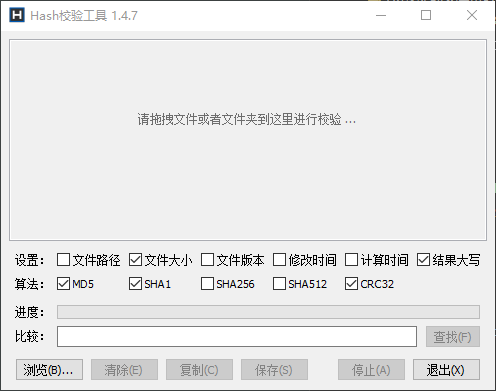 Hash校验工具 1.4.7
请拖拽文件或者文件夹到这里进行校验 ...
设置： 文件路径 文件大小 文件版本 修改时间 计算时间 结果大写
算法： MD5 SHA1 SHA256 SHA512 CRC32
进度：
比较： 查找(F)
浏览(B)... 清除(E) 复制(C) 保存(S) 停止(A) 退出(X)